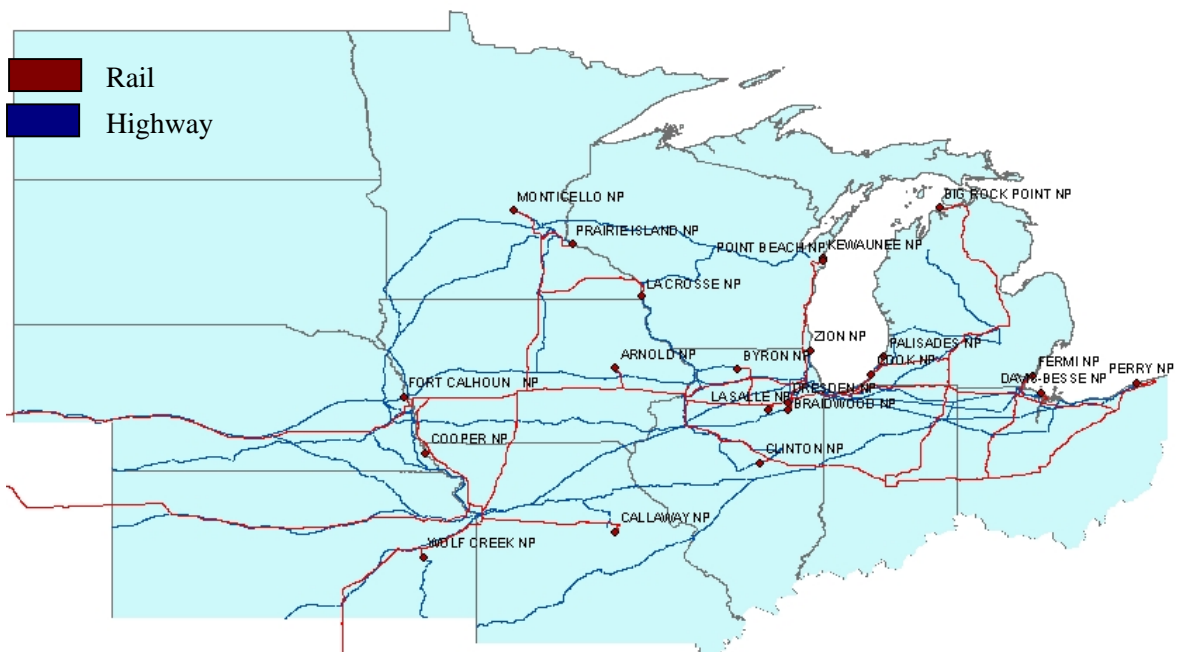 Rail
Highway
MONTICELLO NP
BIG ROCK POINT NP
PRAIRIE ISLAND NP
POINT BEACH NP
KEWAUNEE NP
LACROSSE NP
ZION NP
PALISADES NP
ARNOLD NP
BYRON NP
COOK NP
FERMI NP
PERRY NP
DAVIS-BESSE NP
FORT CALHOUN NP
DRESDEN NP
LASALLE NP
BRAIDWOOD NP
COOPER NP
CLINTON NP
CALLAWAY NP
WOLF CREEK NP